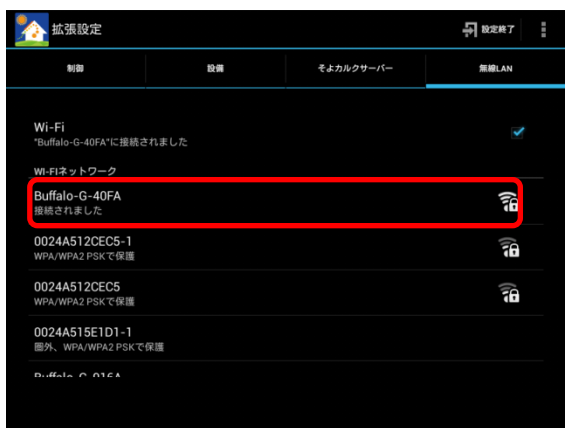 拡張設定
設定終了
制御
設備
そよカルクサーバー
無線LAN
Wi-Fi
"Buffalo-G-40FA"に接続されました
WI-FIネットワーク
Buffalo-G-40FA
接続されました
0024A512CEC5-1
WPA/WPA2 PSKで保護
0024A512CEC5
WPA/WPA2 PSKで保護
0024A515E1D1-1
圏外、WPA/WPA2 PSKで保護